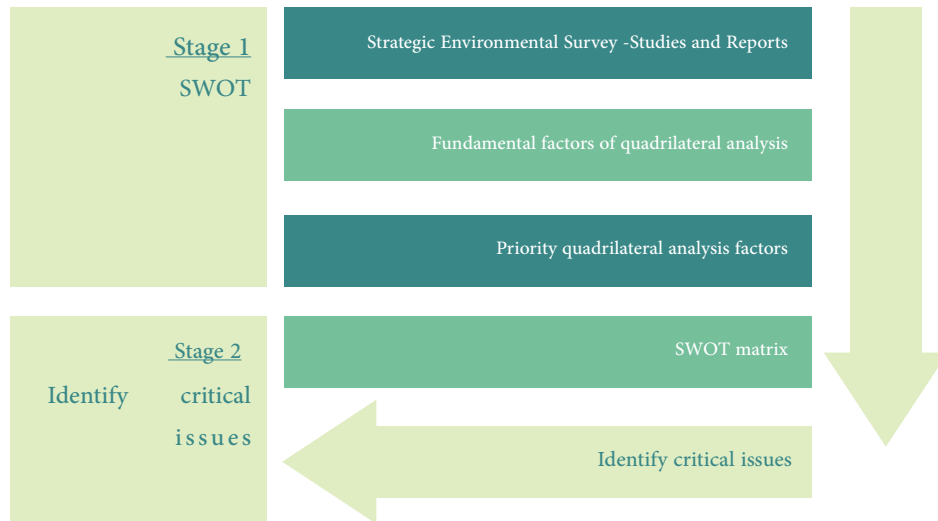 Stage 1
SWOT
Strategic Environmental Survey -Studies and Reports
Fundamental factors of quadrilateral analysis
Priority quadrilateral analysis factors
Stage 2
Identify critical
issues
SWOT matrix
Identify critical issues